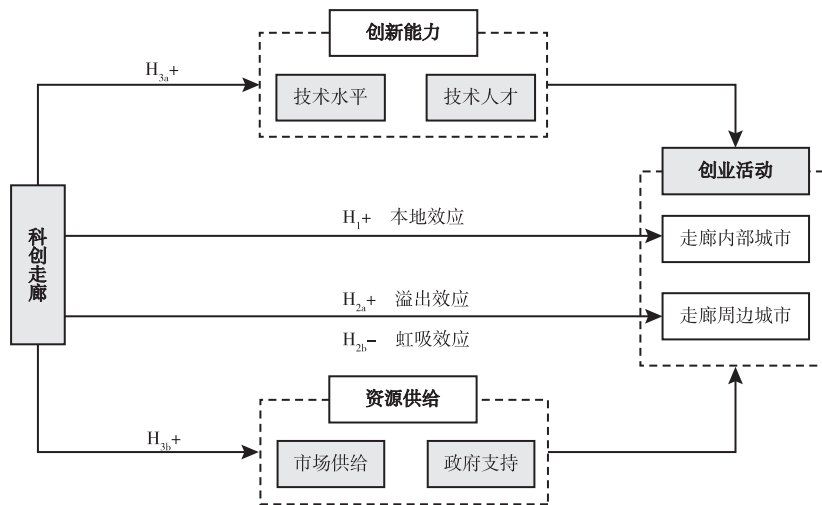 创新能力
H3a+
技术水平
技术人才
创业活动
科创走廊
H1+ 本地效应
走廊内部城市
H2a+ 溢出效应
走廊周边城市
H2b− 虹吸效应
资源供给
H3b+
市场供给
政府支持